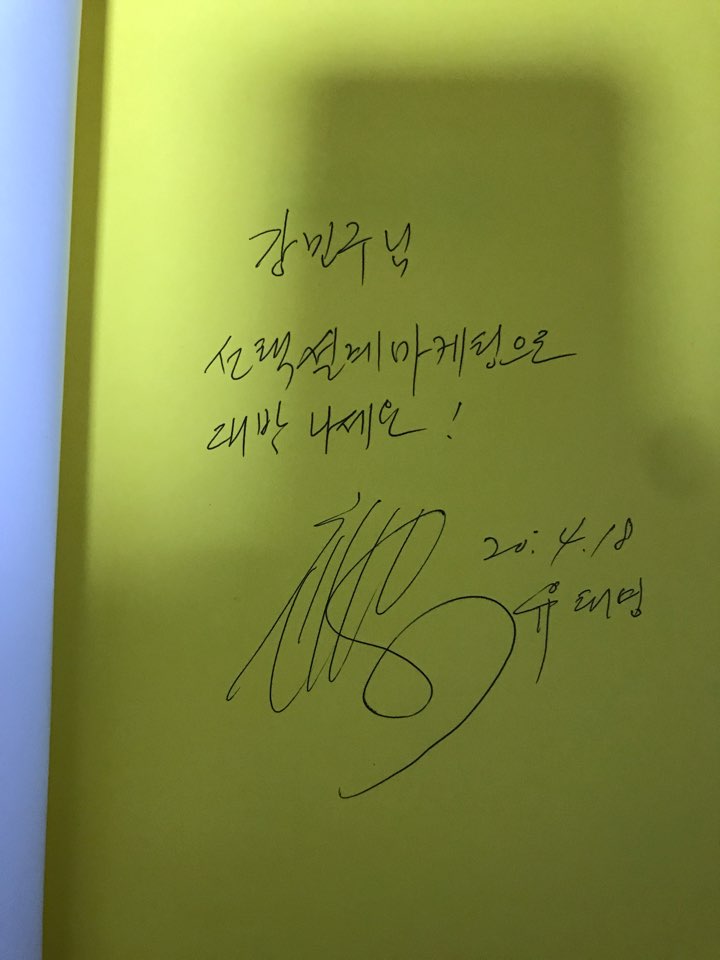 강민주님
선택설계마케팅으로
대박 나세요!
20. 4. 18
유태명